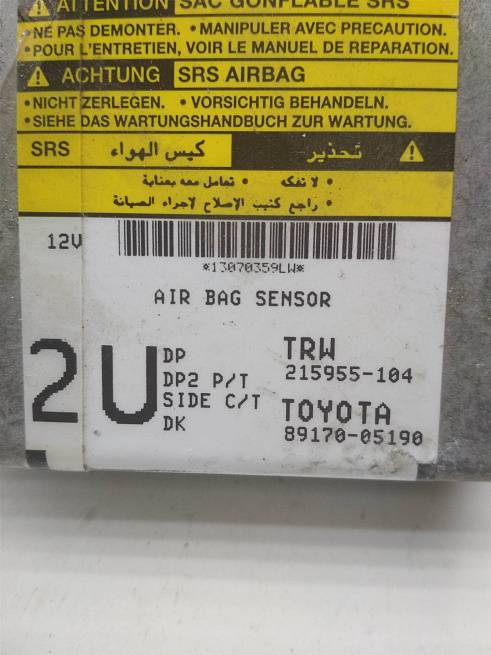 ATTENTION SAC GONFLABLE SRS
•NE PAS DEMONTER. •MANIPULER AVEC PRECAUTION.
•POUR L'ENTRETIEN, VOIR LE MANUEL DE REPARATION.
ACHTUNG SRS AIRBAG
•NICHT ZERLEGEN. •VORSICHTIG BEHANDELN.
•SIEHE DAS WARTUNGSHANDBUCH ZUR WARTUNG.
تحذير كيس الهواء SRS
• لا تفكه • تعامل معه بعناية
• راجع كتيب الإصلاح لاجراء الصيانة
12V
*13070359LW*
AIR BAG SENSOR
2U
DP
DP2 P/T
SIDE C/T
DK
TRW
215955-104
TOYOTA
89170-05190